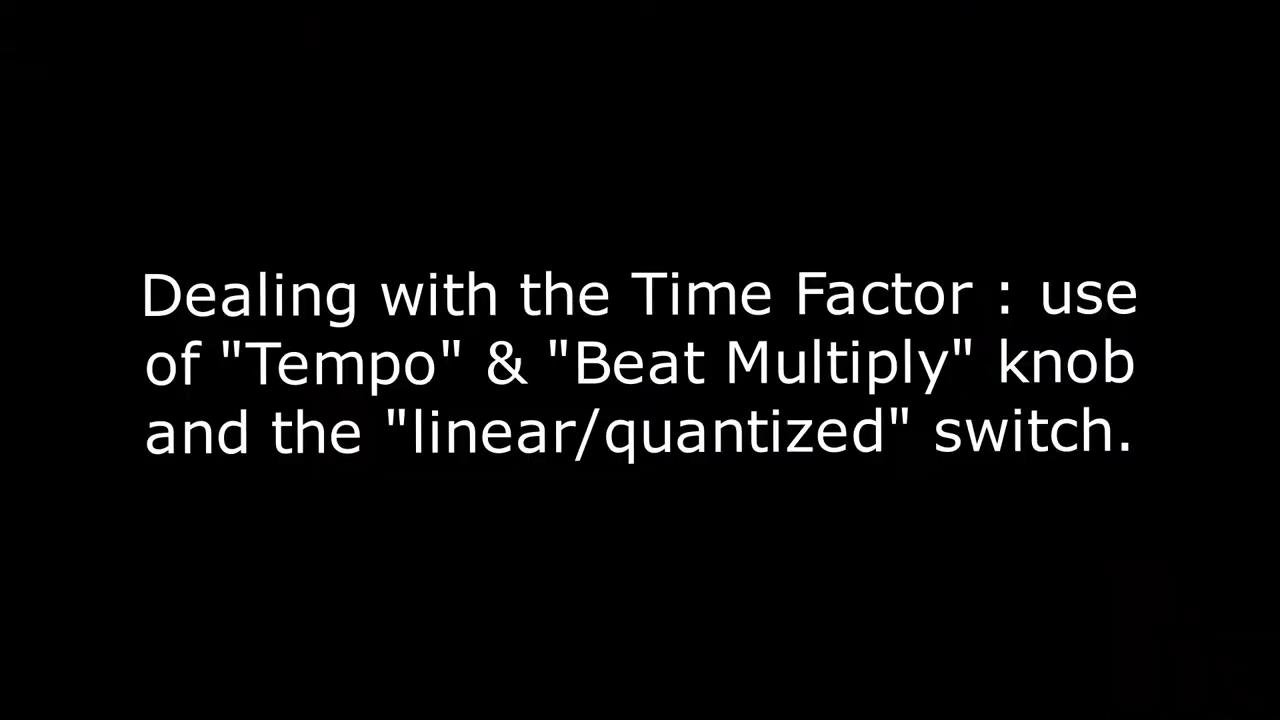 Dealing with the Time Factor : use
of "Tempo" & "Beat Multiply" knob
and the "linear/quantized" switch.